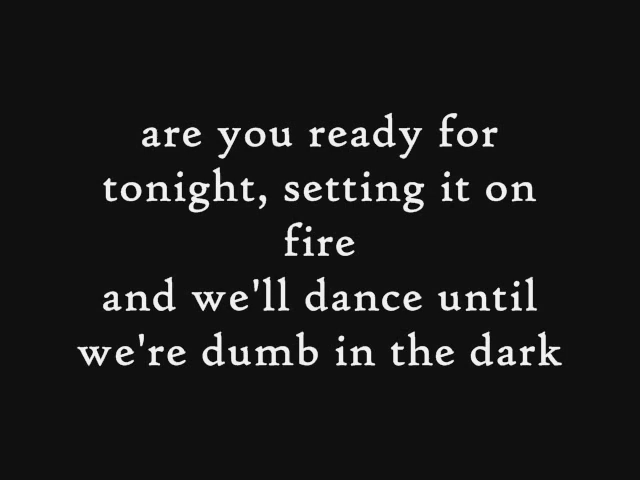 are you ready for
tonight, setting it on
fire
and we'll dance until
we're dumb in the dark